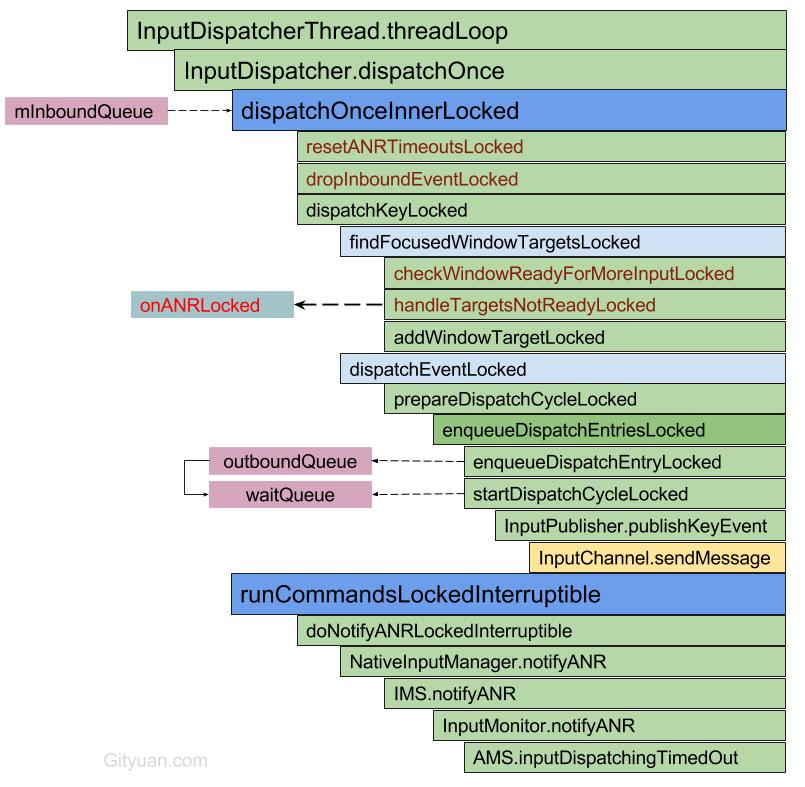 InputDispatcherThread.threadLoop
InputDispatcher.dispatchOnce
mInboundQueue
dispatchOnceInnerLocked
resetANRTimeoutsLocked
dropInboundEventLocked
dispatchKeyLocked
findFocusedWindowTargetsLocked
checkWindowReadyForMoreInputLocked
onANRLocked
handleTargetsNotReadyLocked
addWindowTargetLocked
dispatchEventLocked
prepareDispatchCycleLocked
enqueueDispatchEntriesLocked
outboundQueue
enqueueDispatchEntryLocked
waitQueue
startDispatchCycleLocked
InputPublisher.publishKeyEvent
InputChannel.sendMessage
runCommandsLockedInterruptible
doNotifyANRLockedInterruptible
NativeInputManager.notifyANR
IMS.notifyANR
InputMonitor.notifyANR
AMS.inputDispatchingTimedOut
Gityuan.com